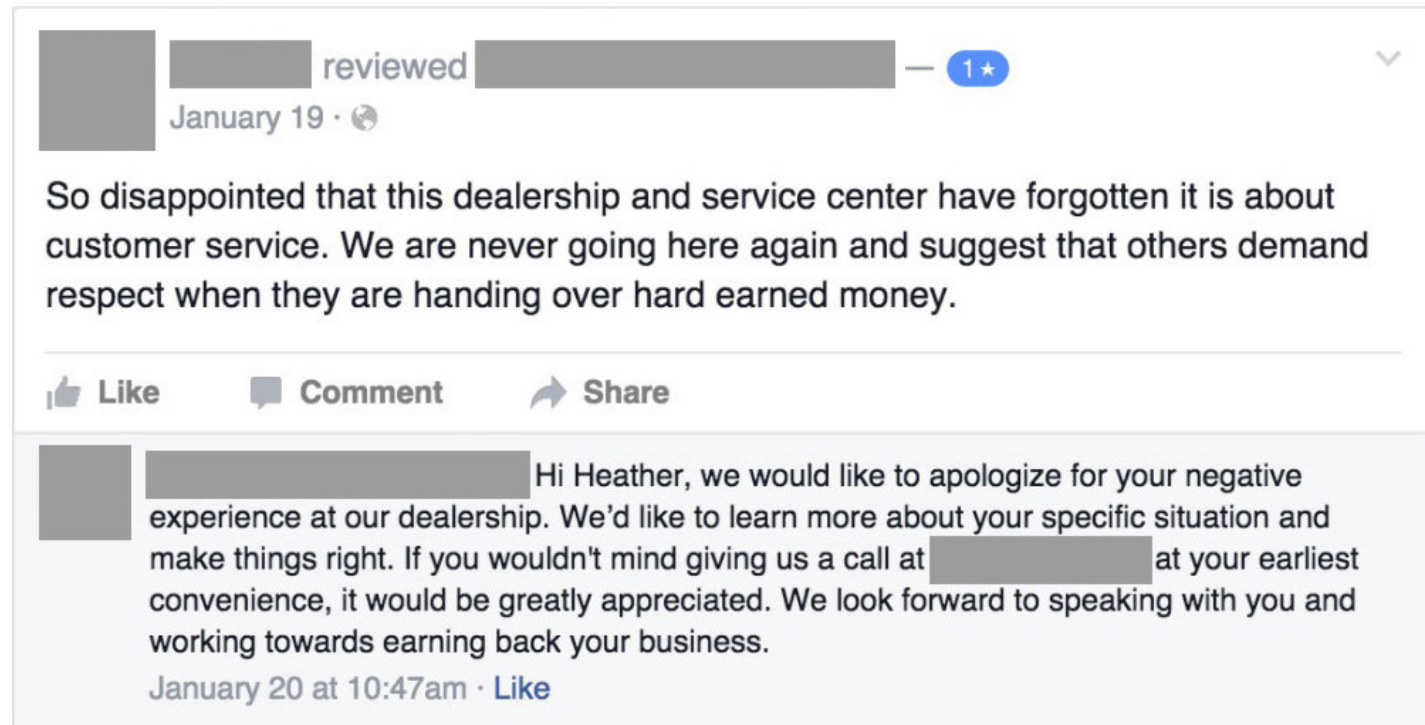 reviewed — 1★
January 19 ·
So disappointed that this dealership and service center have forgotten it is about
customer service. We are never going here again and suggest that others demand
respect when they are handing over hard earned money.
Like Comment Share
Hi Heather, we would like to apologize for your negative
experience at our dealership. We’d like to learn more about your specific situation and
make things right. If you wouldn't mind giving us a call at at your earliest
convenience, it would be greatly appreciated. We look forward to speaking with you and
working towards earning back your business.
January 20 at 10:47am · Like